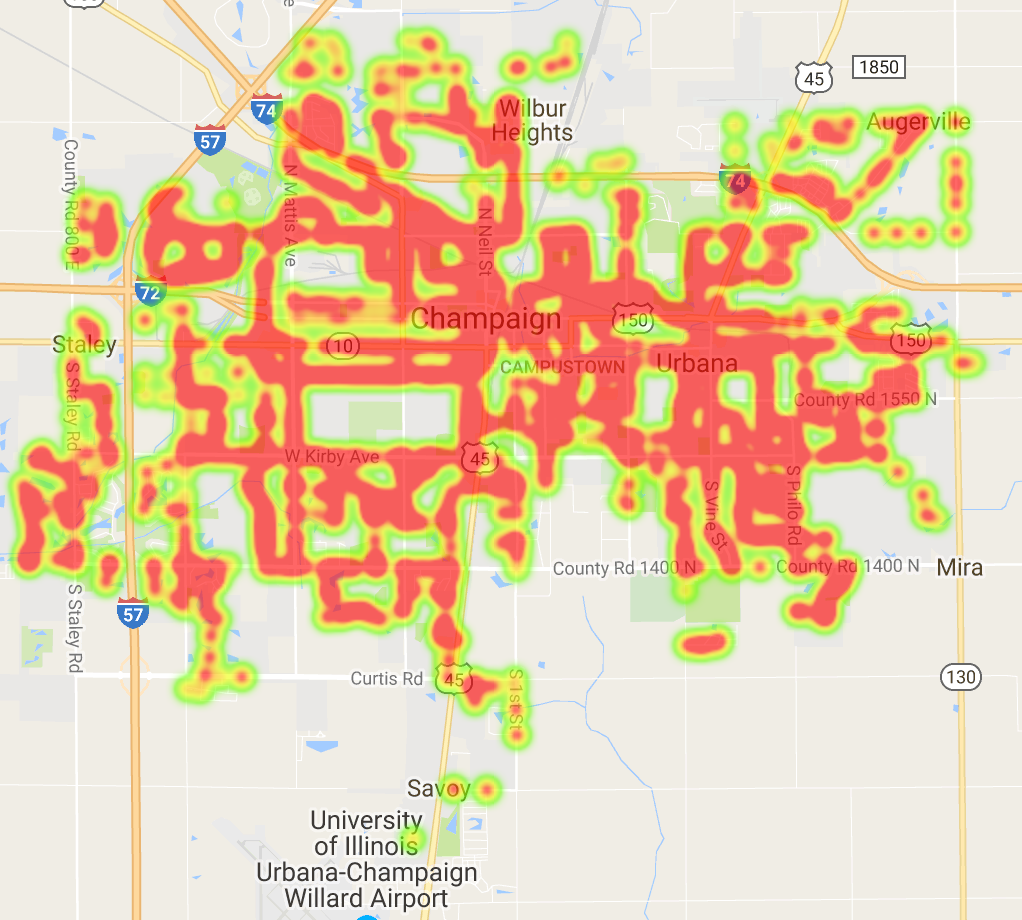 45
1850
74
57
Wilbur
Heights
Augerville
County Rd 800 E
74
N Mattis Ave
N Neil St
72
Champaign
150
Staley
10
150
CAMPUSTOWN
Urbana
S Staley Rd
County Rd 1550 N
W Kirby Ave
45
S Vine St
S Philo Rd
County Rd 1400 N
County Rd 1400 N
Mira
57
S Staley Rd
Curtis Rd
45
S 1st St
130
Savoy
University
of Illinois
Urbana-Champaign
Willard Airport